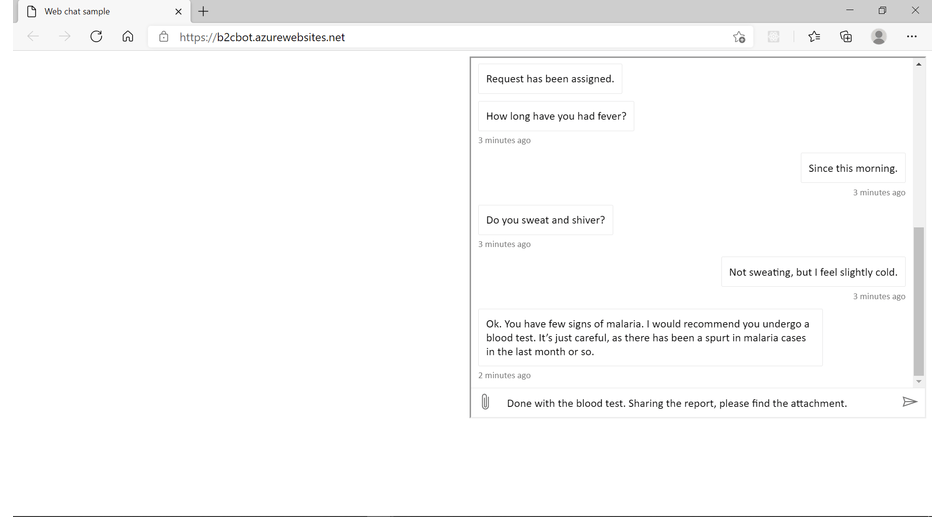 Web chat sample
https://b2cbot.azurewebsites.net
Request has been assigned.
How long have you had fever?
3 minutes ago
Since this morning.
3 minutes ago
Do you sweat and shiver?
3 minutes ago
Not sweating, but I feel slightly cold.
3 minutes ago
Ok. You have few signs of malaria. I would recommend you undergo a
blood test. It’s just careful, as there has been a spurt in malaria cases
in the last month or so.
2 minutes ago
Done with the blood test. Sharing the report, please find the attachment.